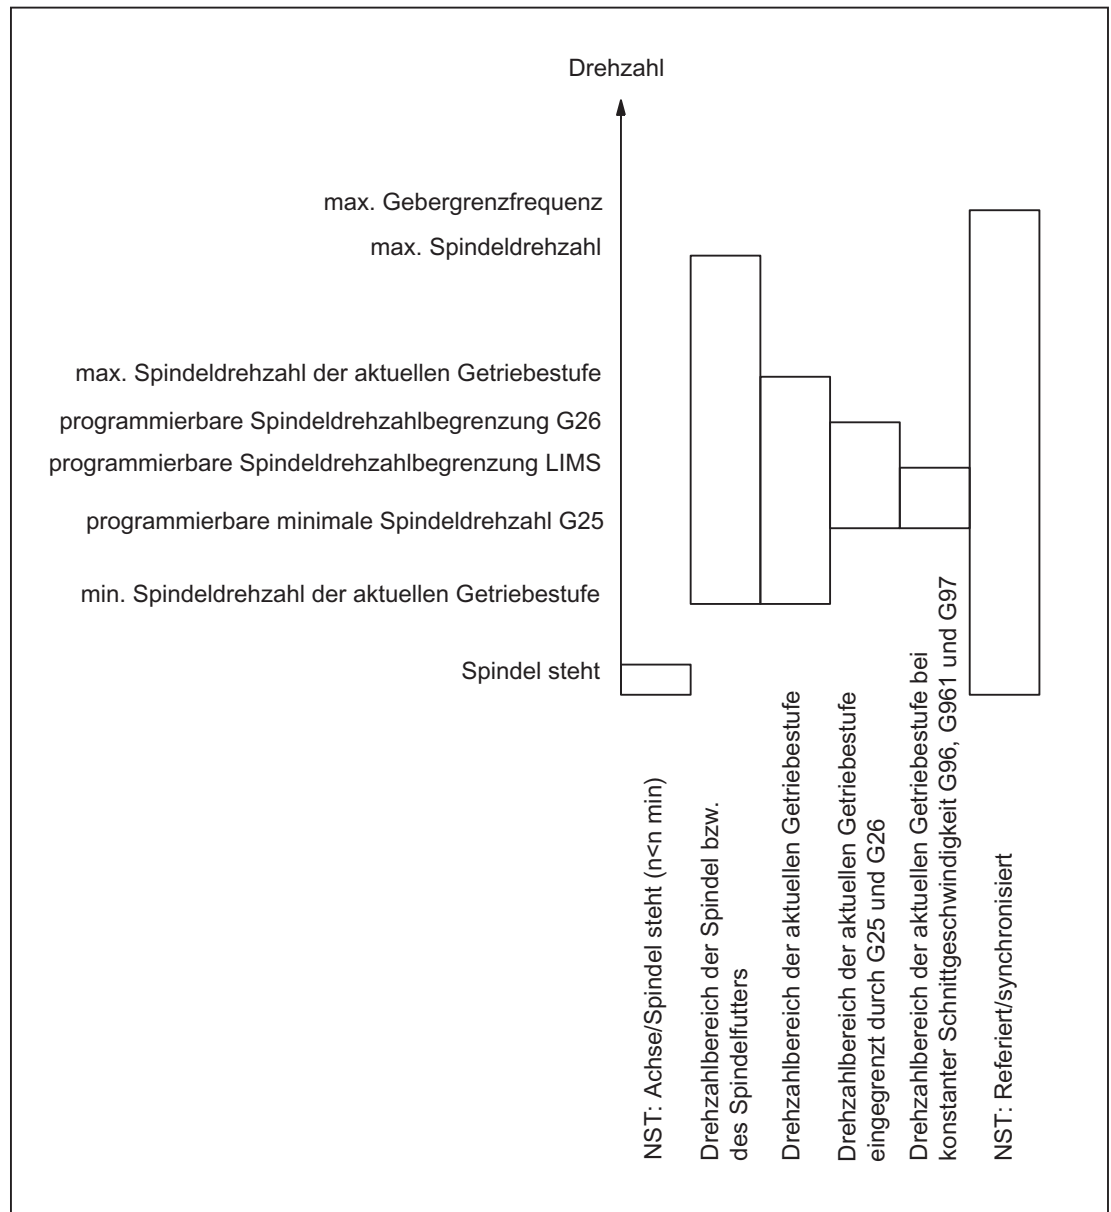 Drehzahl
max. Gebergrenzfrequenz
max. Spindeldrehzahl
max. Spindeldrehzahl der aktuellen Getriebestufe
programmierbare Spindeldrehzahlbegrenzung G26
programmierbare Spindeldrehzahlbegrenzung LIMS
programmierbare minimale Spindeldrehzahl G25
min. Spindeldrehzahl der aktuellen Getriebestufe
Spindel steht
NST: Achse/Spindel steht (n<n min)
Drehzahlbereich der Spindel bzw.
des Spindelfutters
Drehzahlbereich der aktuellen Getriebestufe
Drehzahlbereich der aktuellen Getriebestufe
eingegrenzt durch G25 und G26
Drehzahlbereich der aktuellen Getriebestufe bei
konstanter Schnittgeschwindigkeit G96, G961 und G97
NST: Referiert/synchronisiert